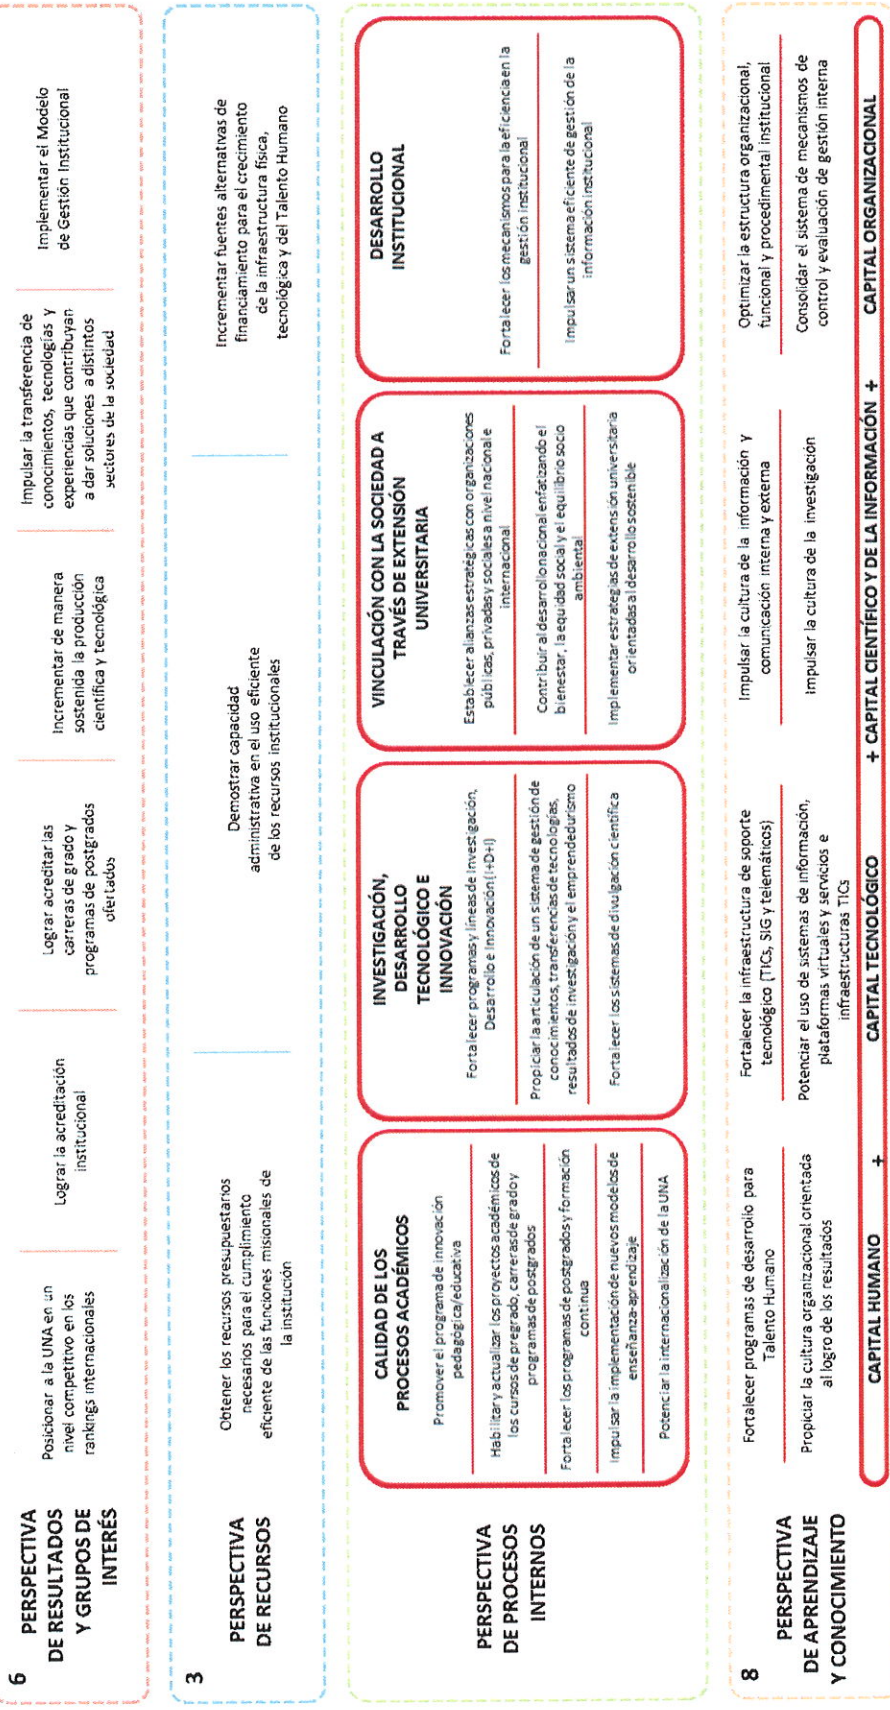 6
PERSPECTIVA
DE RESULTADOS
Y GRUPOS DE
INTERÉS
Posicionar a la UNA en un
nivel competitivo en los
rankings internacionales
Lograr la acreditación
institucional
Lograr acreditar las
carreras de grado y
programas de postgrados
ofertados
Incrementar de manera
sostenida la producción
científica y tecnológica
Impulsar la transferencia de
conocimientos, tecnologías y
experiencias que contribuyan
a dar soluciones a distintos
sectores de la sociedad
Implementar el Modelo
de Gestión Institucional
3
PERSPECTIVA
DE RECURSOS
Obtener los recursos presupuestarios
necesarios para el cumplimiento
eficiente de las funciones misionales de
la institución
Demostrar capacidad
administrativa en el uso eficiente
de los recursos institucionales
Incrementar fuentes alternativas de
financiamiento para el crecimiento
de la infraestructura física,
tecnológica y del Talento Humano
PERSPECTIVA
DE PROCESOS
INTERNOS
CALIDAD DE LOS
PROCESOS ACADÉMICOS
Promover el programa de innovación
pedagógica/educativa
Habilitar y actualizar los proyectos académicos de
los cursos de pregrado, carreras de grado y
programas de postgrados
Fortalecer los programas de postgrados y formación
continua
Impulsar la implementación de nuevos modelos de
enseñanza-aprendizaje
Potenciar la internacionalización de la UNA
INVESTIGACIÓN,
DESARROLLO
TECNOLÓGICO E
INNOVACIÓN
Fortalecer programas y líneas de Investigación,
Desarrollo e Innovación (I+D+I)
Propiciar la articulación de un sistema de gestión de
conocimientos, transferencias de tecnologías,
resultados de investigación y el emprendedurismo
Fortalecer los sistemas de divulgación científica
VINCULACIÓN CON LA SOCIEDAD A
TRAVÉS DE EXTENSIÓN
UNIVERSITARIA
Establecer alianzas estratégicas con organizaciones
públicas, privadas y sociales a nivel nacional e
internacional
Contribuir al desarrollo nacional enfatizando el
bienestar, la equidad social y el equilibrio socio
ambiental
Implementar estrategias de extensión universitaria
orientadas al desarrollo sostenible
DESARROLLO
INSTITUCIONAL
Fortalecer los mecanismos para la eficiencia en la
gestión institucional
Impulsar un sistema eficiente de gestión de la
información institucional
8
PERSPECTIVA
DE APRENDIZAJE
Y CONOCIMIENTO
Fortalecer programas de desarrollo para
Talento Humano
Propiciar la cultura organizacional orientada
al logro de los resultados
Fortalecer la infraestructura de soporte
tecnológico (TICs, SIG y telemáticos)
Potenciar el uso de sistemas de información,
plataformas virtuales y servicios e
infraestructuras TICs
Impulsar la cultura de la información y
comunicación interna y externa
Impulsar la cultura de la investigación
Optimizar la estructura organizacional,
funcional y procedimental institucional
Consolidar el sistema de mecanismos de
control y evaluación de gestión interna
CAPITAL HUMANO + CAPITAL TECNOLÓGICO + CAPITAL CIENTÍFICO Y DE LA INFORMACIÓN + CAPITAL ORGANIZACIONAL